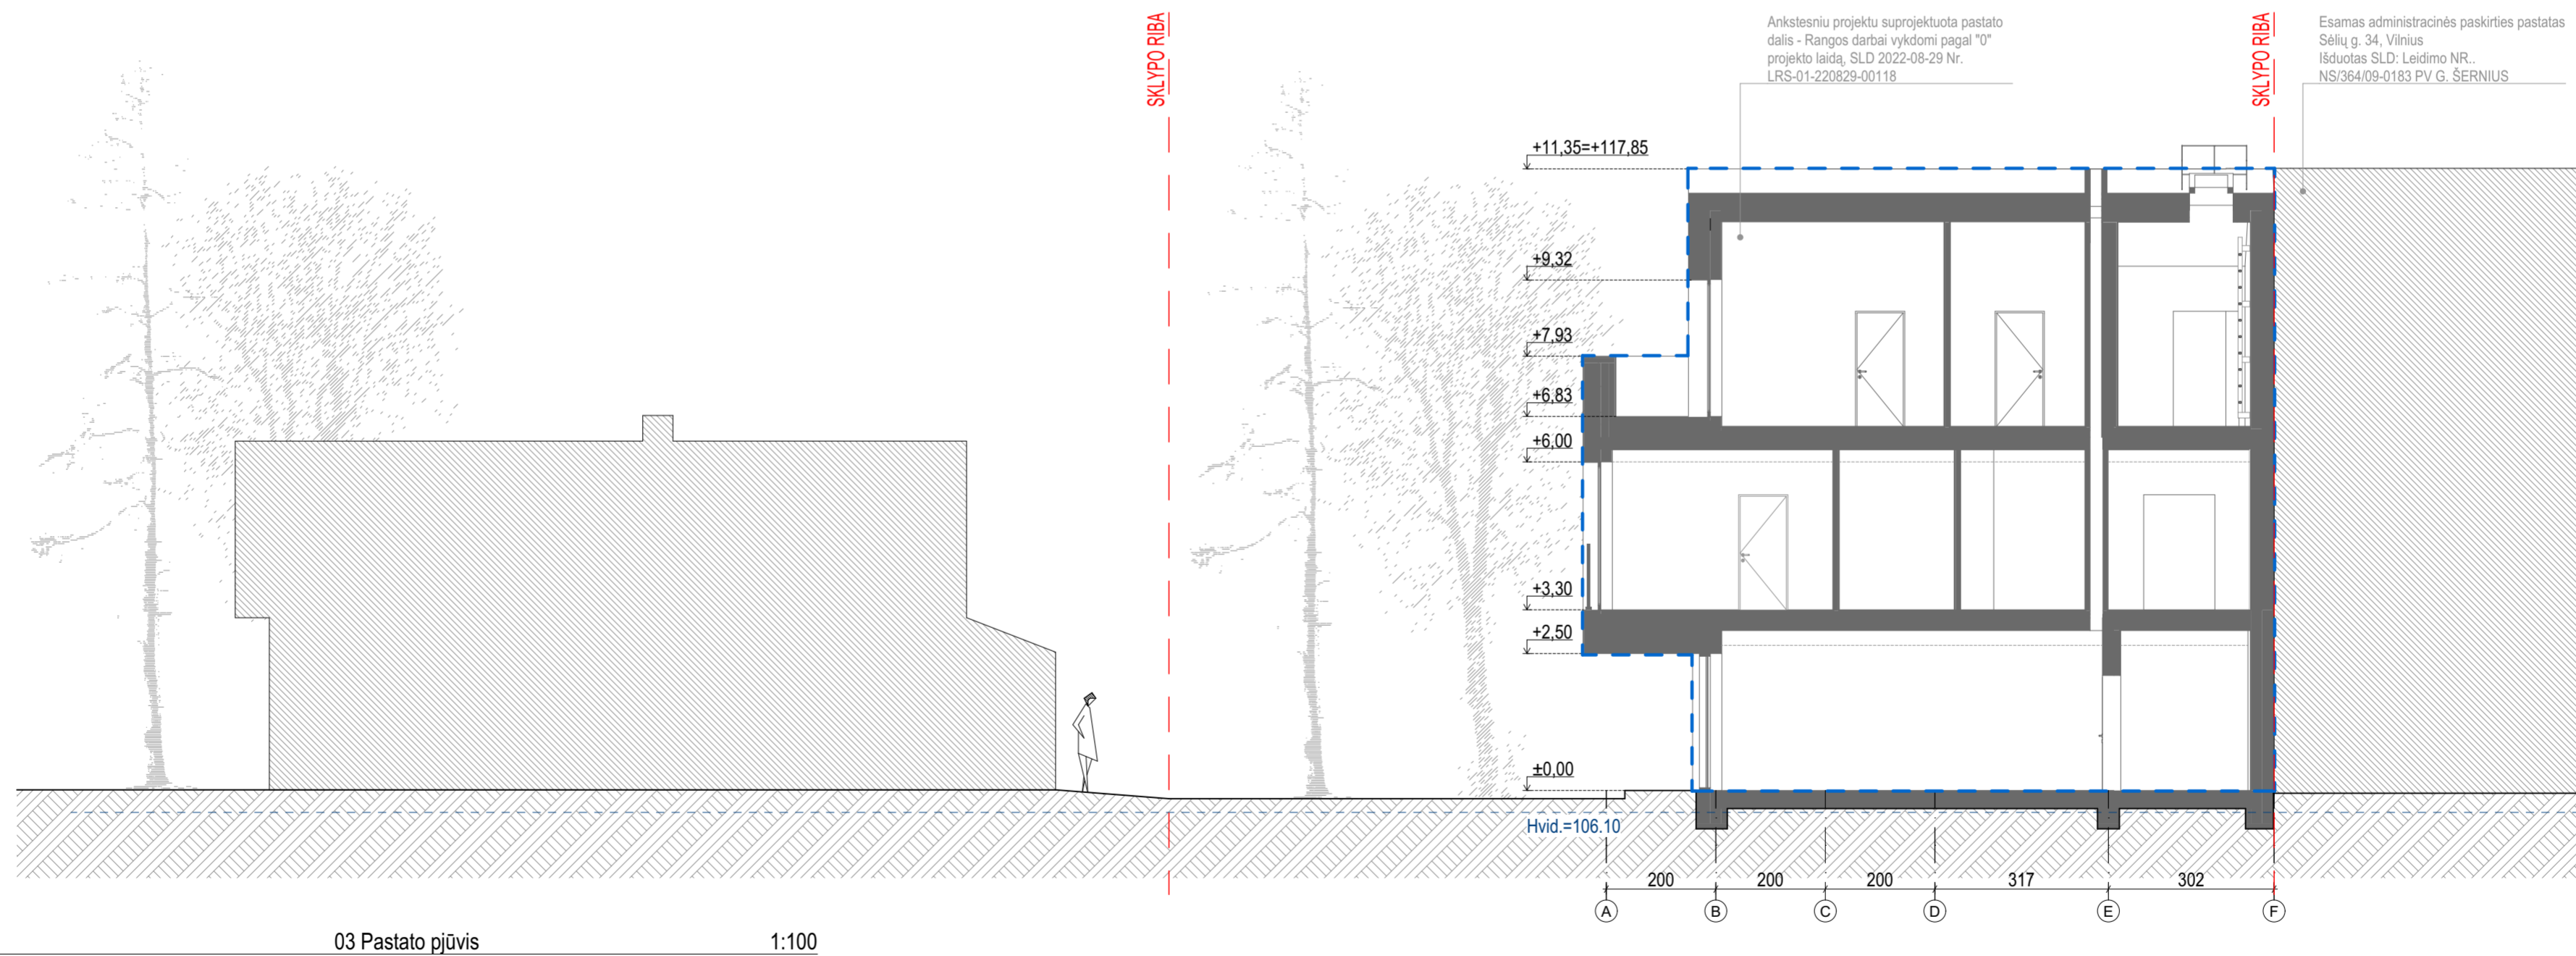 SKLYPO RIBA
Ankstesniu projektu suprojektuota pastato
dalis - Rangos darbai vykdomi pagal "0"
projekto laidą, SLD 2022-08-29 Nr.
LRS-01-220829-00118
SKLYPO RIBA
Esamas administracinės paskirties pastatas
Sėlių g. 34, Vilnius
Išduotas SLD: Leidimo NR..
NS/364/09-0183 PV G. ŠERNIUS
+11,35=+117,85
+9,32
+7,93
+6,83
+6,00
+3,30
+2,50
±0,00
Hvid.=106.10
200 200 200 317 302
A B C D E F
03 Pastato pjūvis 1:100